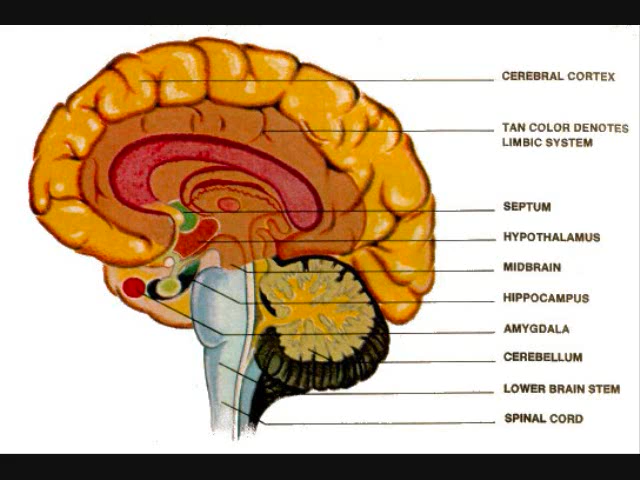 CEREBRAL CORTEX
TAN COLOR DENOTES
LIMBIC SYSTEM
SEPTUM
HYPOTHALAMUS
MIDBRAIN
HIPPOCAMPUS
AMYGDALA
CEREBELLUM
LOWER BRAIN STEM
SPINAL CORD